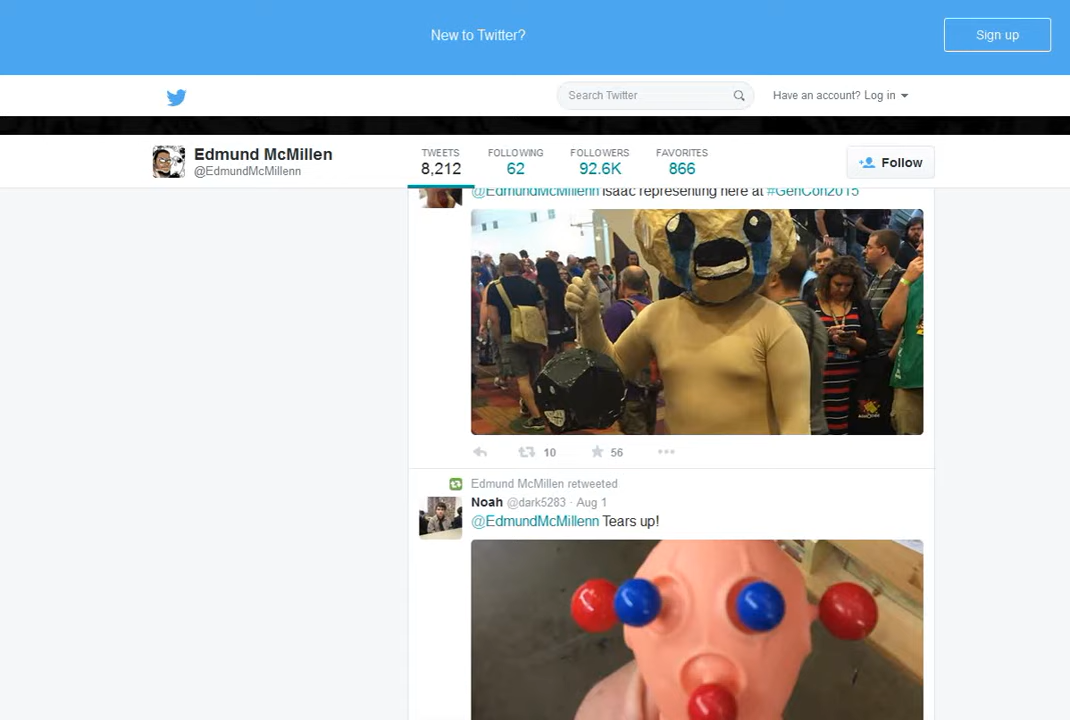 New to Twitter?
Sign up
Search Twitter
Have an account? Log in
Edmund McMillen
@EdmundMcMillenn
TWEETS
8,212
FOLLOWING
62
FOLLOWERS
92.6K
FAVORITES
866
Follow
@EdmundMcMillenn Isaac representing here at #GenCon2015
10
56
Edmund McMillen retweeted
Noah @dark5283 · Aug 1
@EdmundMcMillenn Tears up!